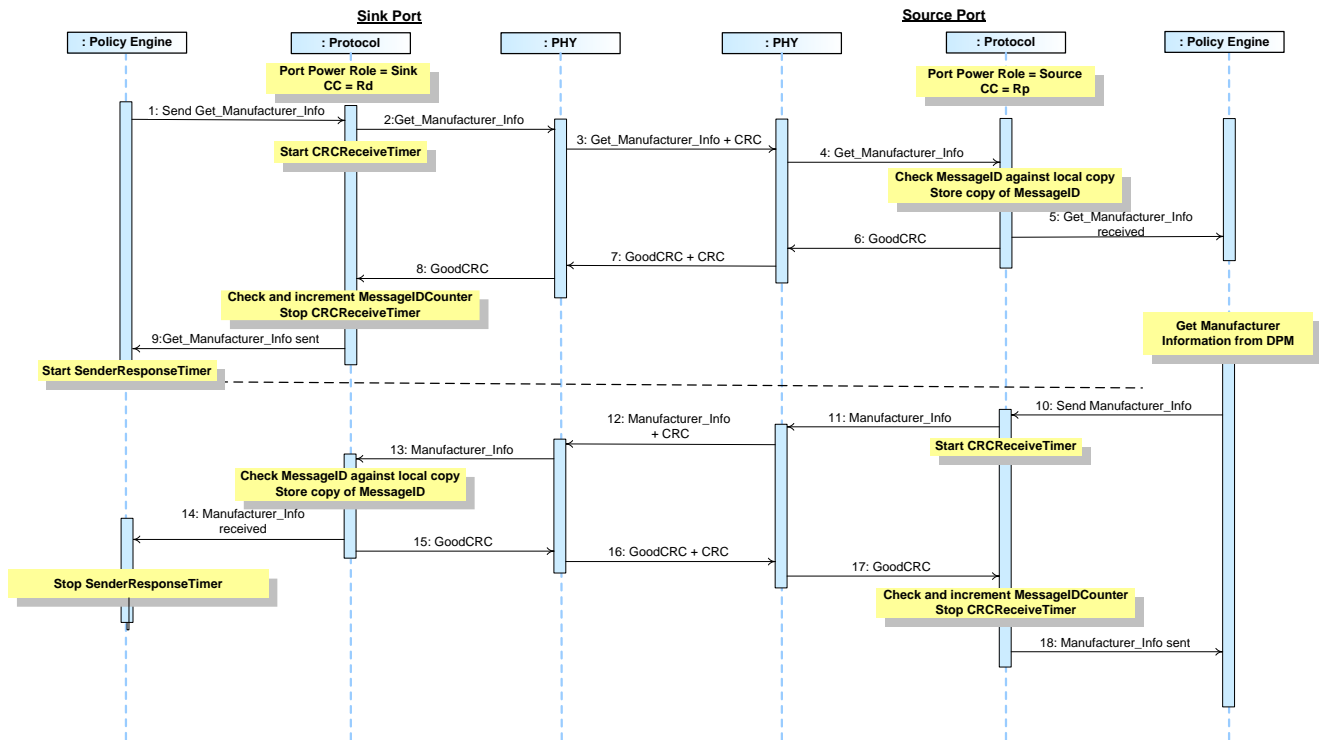 Sink Port
Source Port
: Policy Engine
: Protocol
: PHY
: PHY
: Protocol
: Policy Engine
Port Power Role = Sink
CC = Rd
Port Power Role = Source
CC = Rp
1: Send Get_Manufacturer_Info
2:Get_Manufacturer_Info
Start CRCReceiveTimer
3: Get_Manufacturer_Info + CRC
4: Get_Manufacturer_Info
Check MessageID against local copy
Store copy of MessageID
5: Get_Manufacturer_Info
received
6: GoodCRC
7: GoodCRC + CRC
8: GoodCRC
Check and increment MessageIDCounter
Stop CRCReceiveTimer
9:Get_Manufacturer_Info sent
Start SenderResponseTimer
Get Manufacturer
Information from DPM
10: Send Manufacturer_Info
11: Manufacturer_Info
Start CRCReceiveTimer
12: Manufacturer_Info
+ CRC
13: Manufacturer_Info
Check MessageID against local copy
Store copy of MessageID
14: Manufacturer_Info
received
15: GoodCRC
16: GoodCRC + CRC
17: GoodCRC
Stop SenderResponseTimer
Check and increment MessageIDCounter
Stop CRCReceiveTimer
18: Manufacturer_Info sent